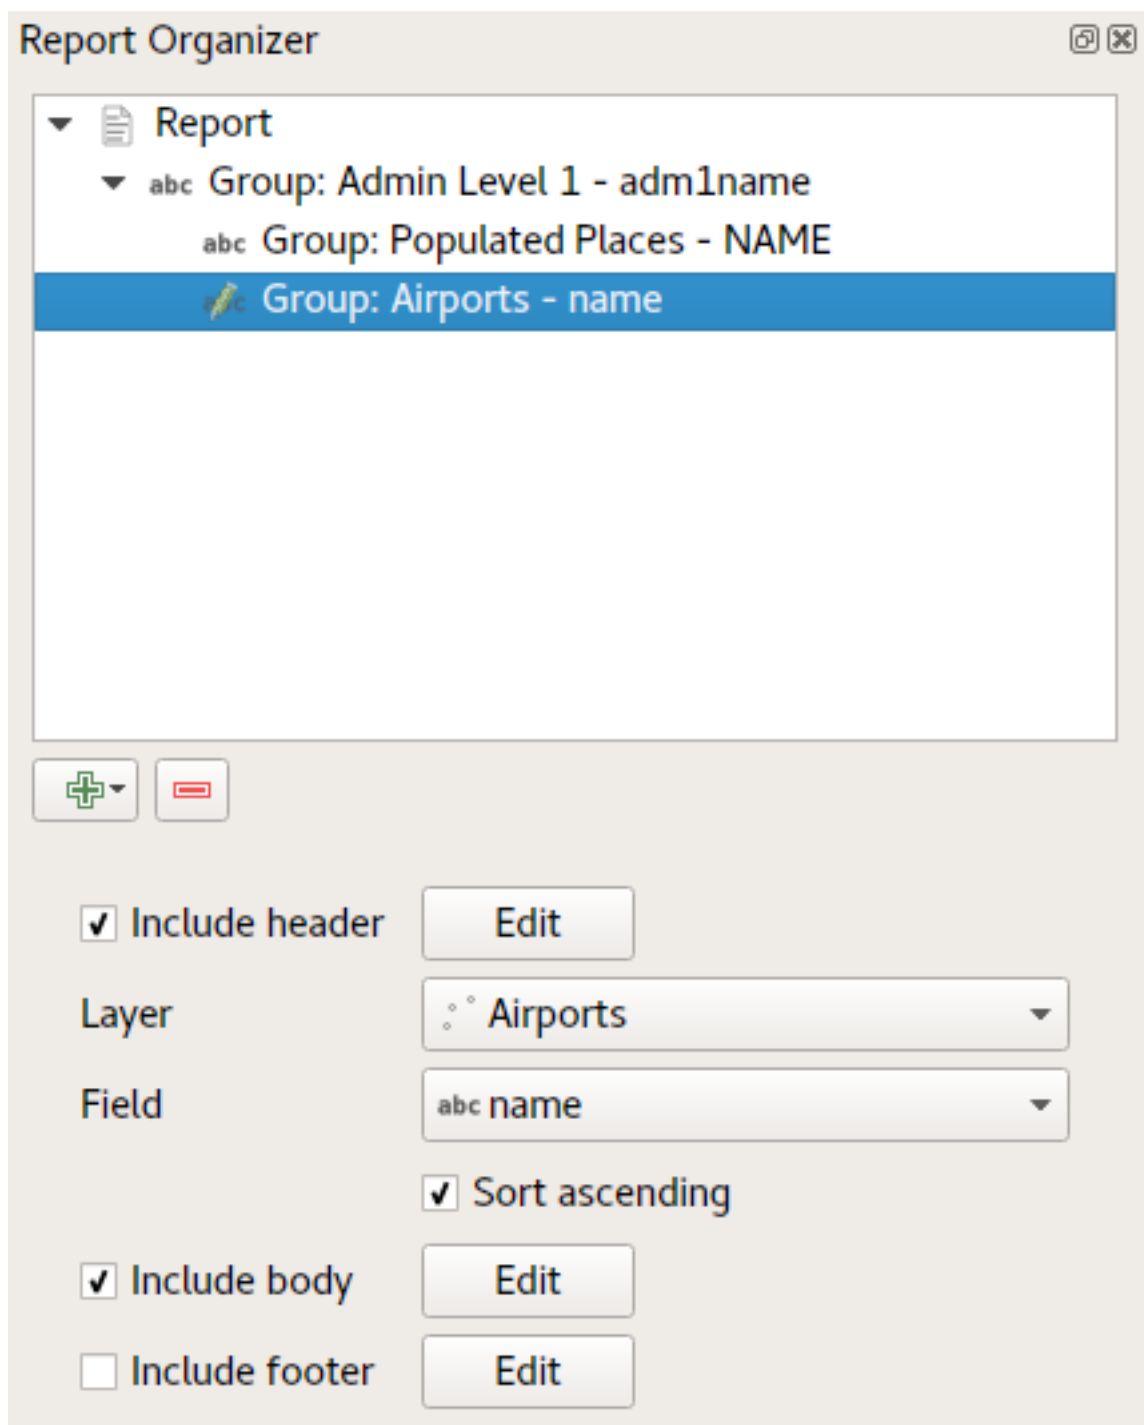 Report Organizer
Report
abc Group: Admin Level 1 - adm1name
abc Group: Populated Places - NAME
Group: Airports - name
Include header Edit
Layer Airports
Field abc name
Sort ascending
Include body Edit
Include footer Edit